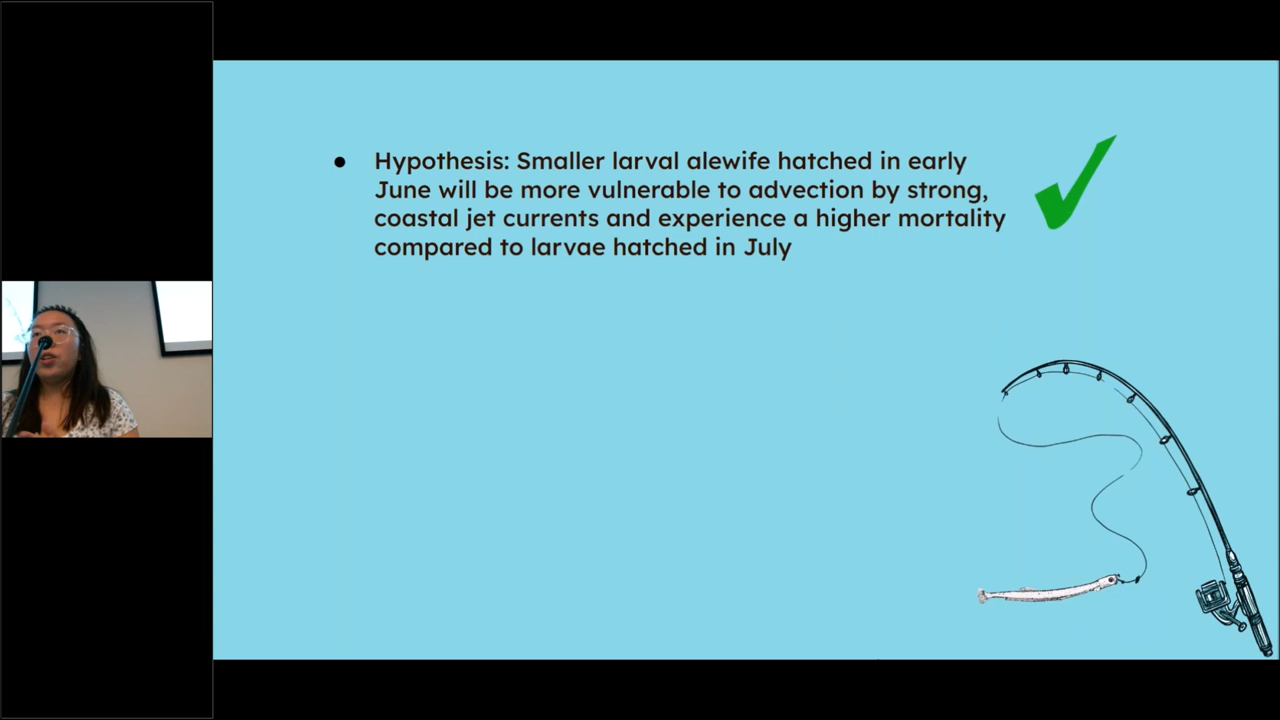 ● Hypothesis: Smaller larval alewife hatched in early
June will be more vulnerable to advection by strong,
coastal jet currents and experience a higher mortality
compared to larvae hatched in July